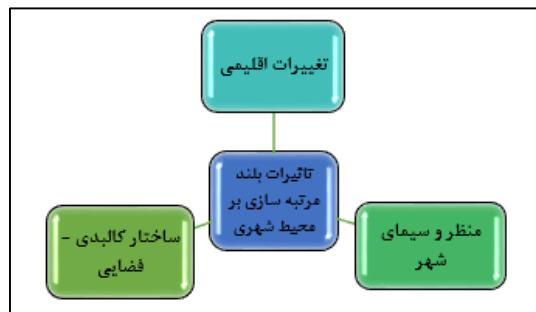 تغییرات اقلیمی
تاثیرات بلند
مرتبه سازی بر
محیط شهری
منظر و سیمای
شهر
ساختار کالبدی -
فضایی